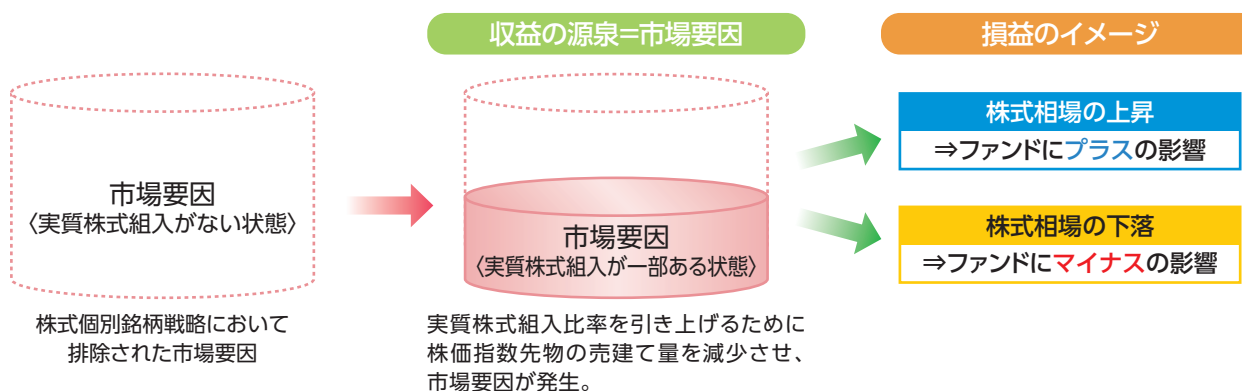 収益の源泉=市場要因
損益のイメージ
市場要因
〈実質株式組入がない状態〉
株式個別銘柄戦略において
排除された市場要因
市場要因
〈実質株式組入が一部ある状態〉
実質株式組入比率を引き上げるために
株価指数先物の売建て量を減少させ、
市場要因が発生。
株式相場の上昇
⇒ファンドにプラスの影響
株式相場の下落
⇒ファンドにマイナスの影響